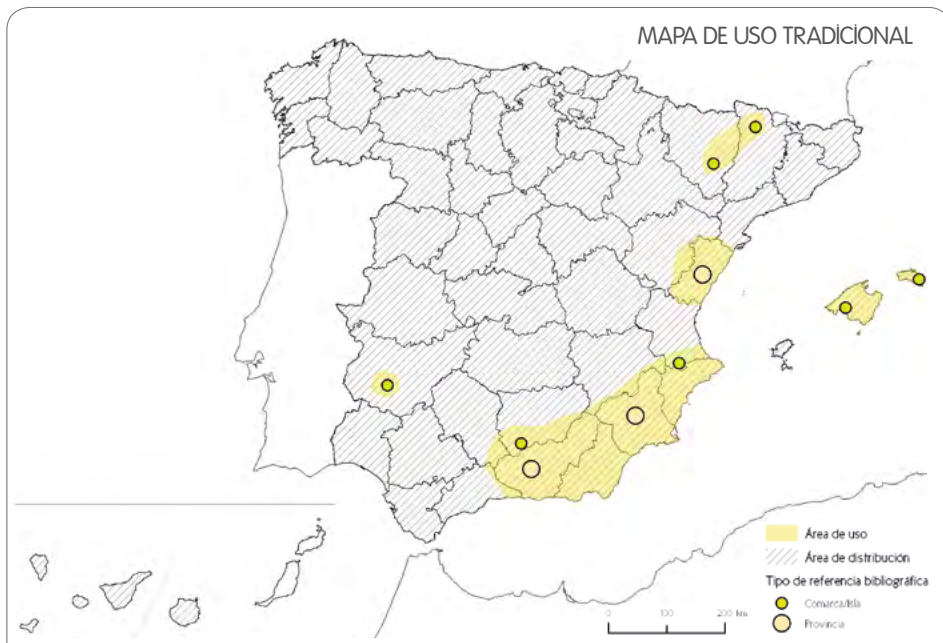 MAPA DE USO TRADICIONAL
Área de uso
Área de distribución
Tipo de referencia bibliográfica
Comarca/Isla
Provincia
0 100 200 km